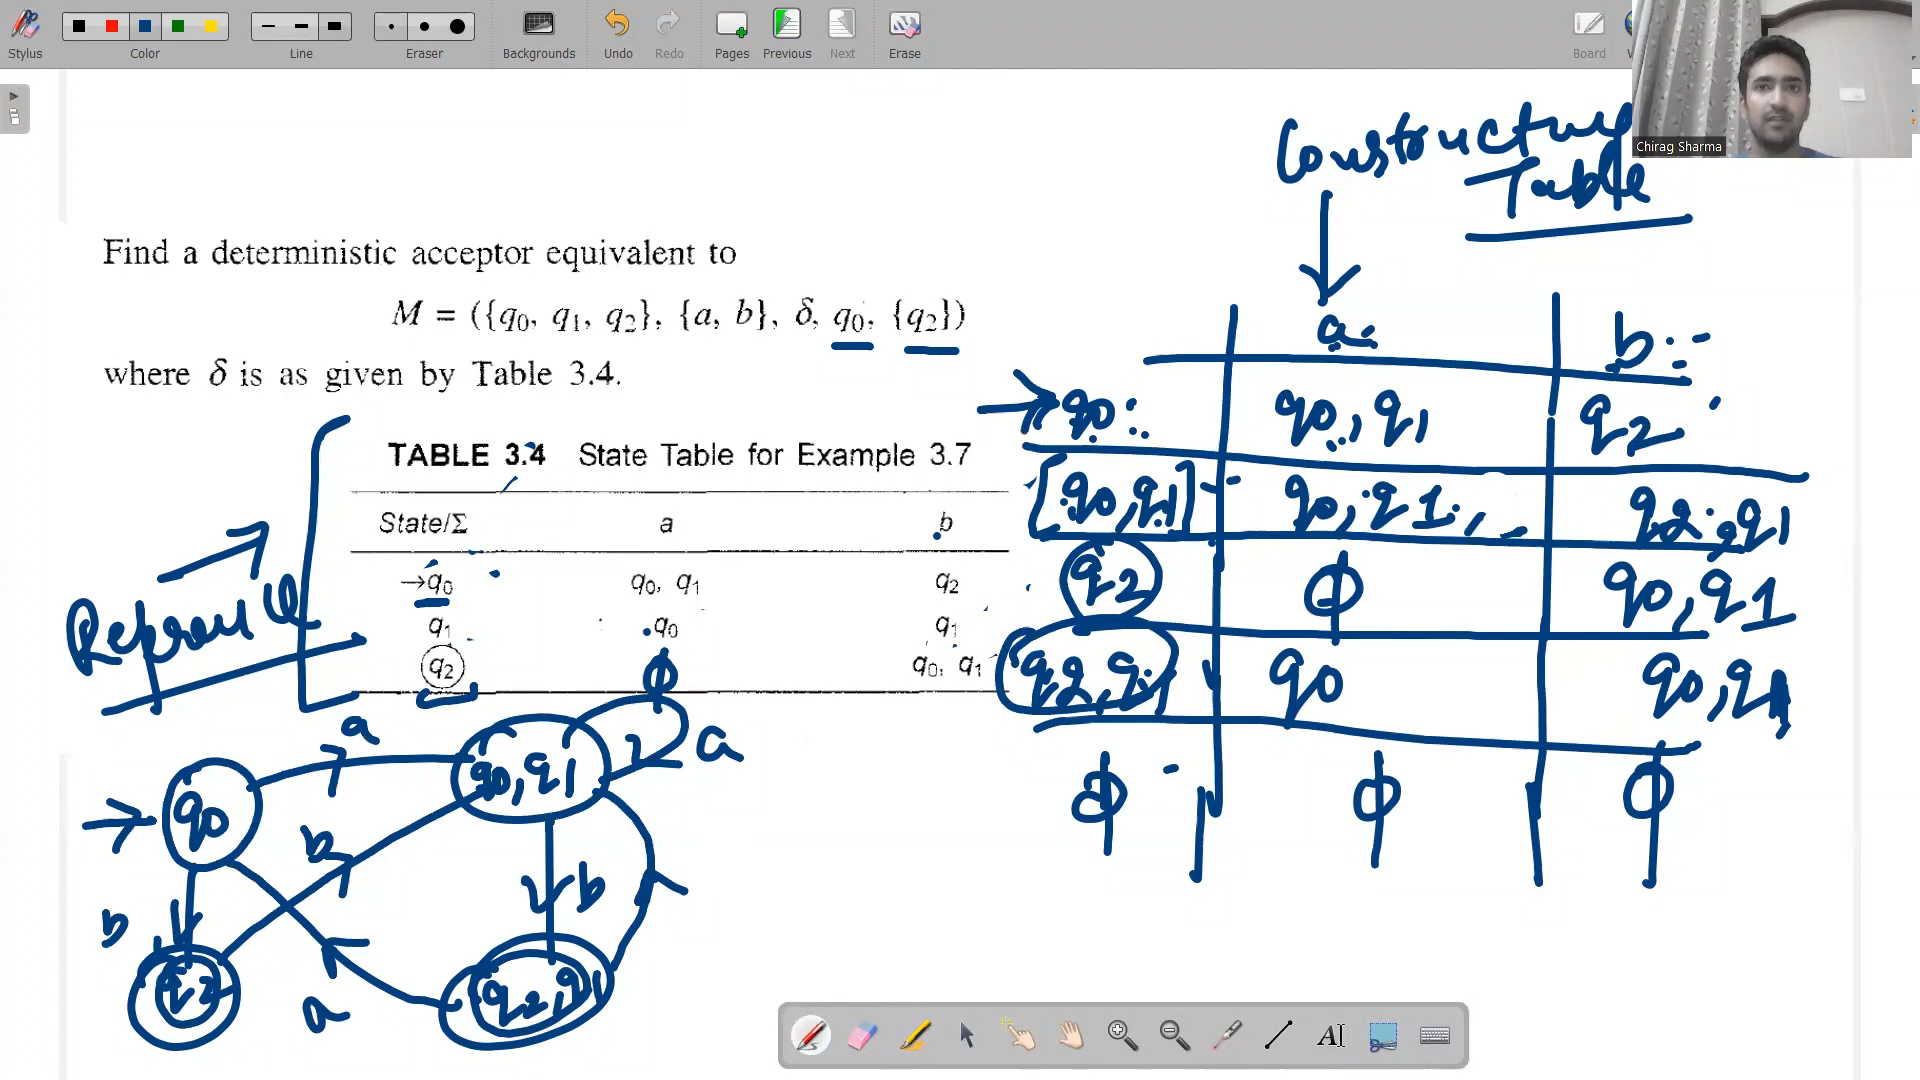 Stylus Color Line Eraser Backgrounds Undo Redo Pages Previous Next Erase Board
Chirag Sharma
Table
Find a deterministic acceptor equivalent to
M = ({q0, q1, q2}, {a, b}, δ, q0, {q2})
where δ is as given by Table 3.4.
TABLE 3.4 State Table for Example 3.7
State/Σ a b
→q0 q0, q1 q2
q1 q0 q1
q2 ϕ q0, q1
a b
→ q0 q0, q1 q2
[q0, q1] q0, q1 q2, q1
q2 ϕ q0, q1
q2, q1 q0 q0, q1
ϕ ϕ ϕ
a
q0 q0, q1 a
b
b b
q2 q2, q1
a